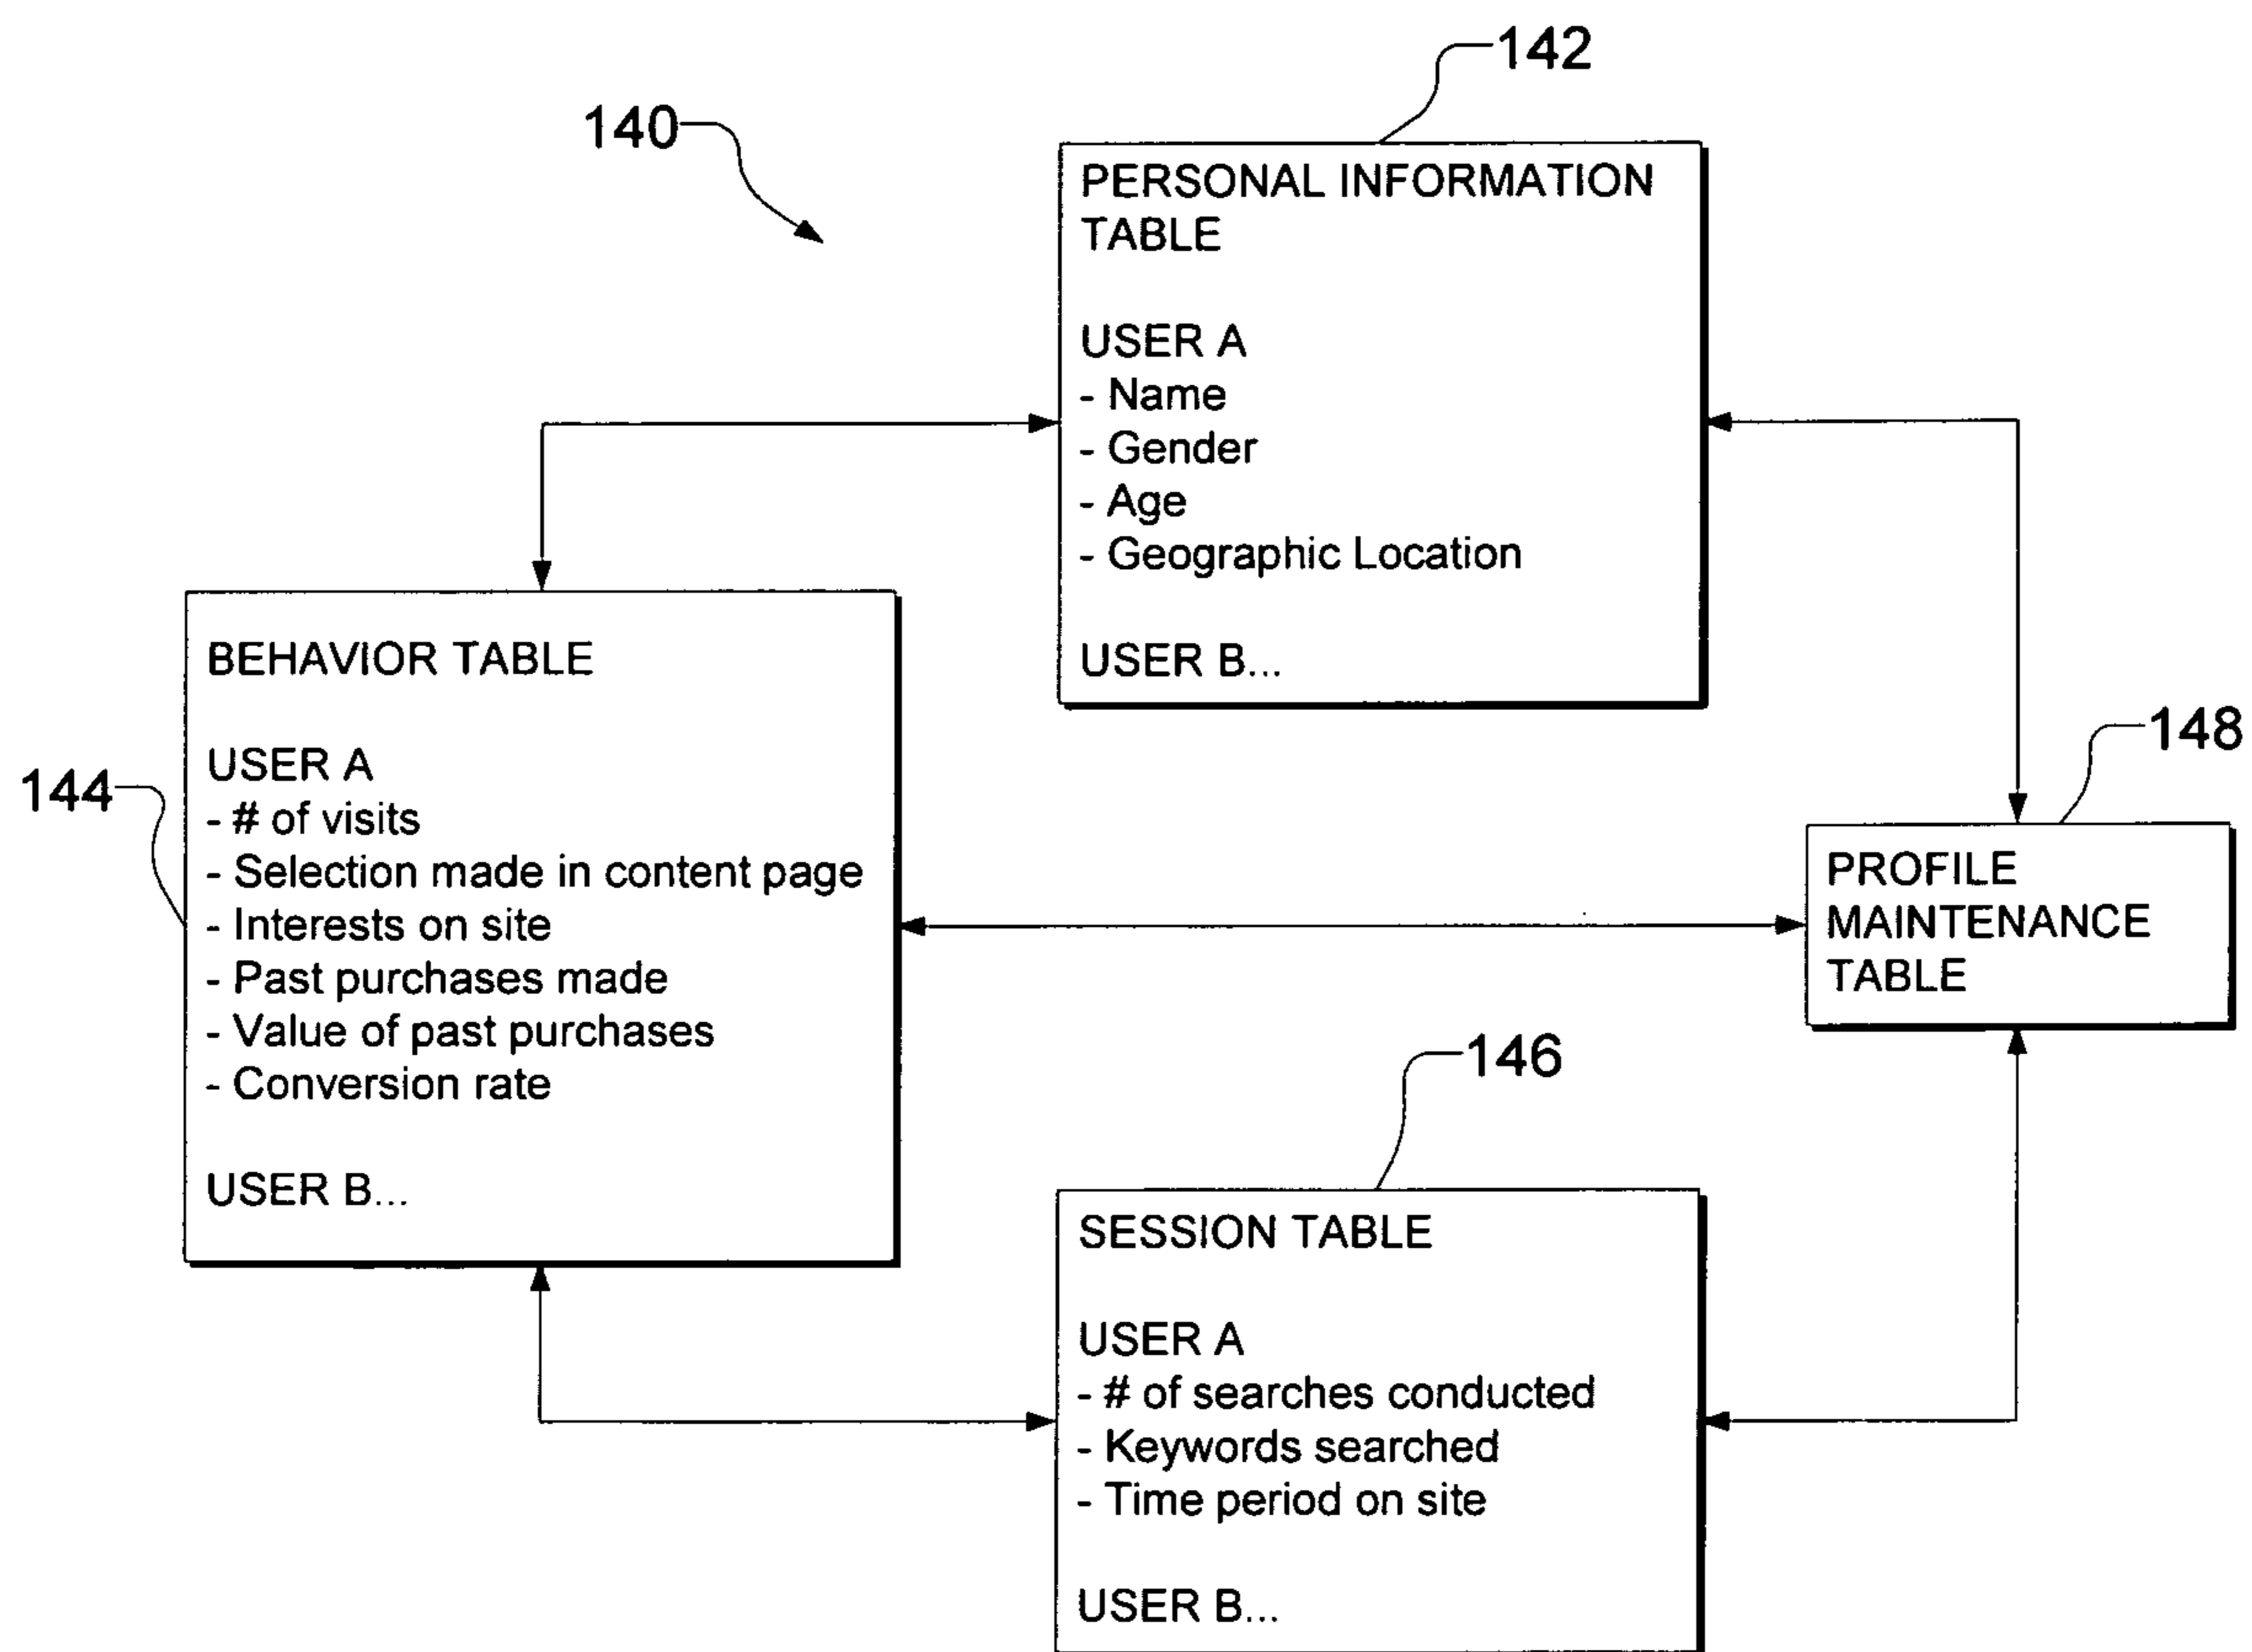 142
140
PERSONAL INFORMATION
TABLE
USER A
- Name
- Gender
- Age
- Geographic Location
USER B...
BEHAVIOR TABLE
USER A
- # of visits
- Selection made in content page
- Interests on site
- Past purchases made
- Value of past purchases
- Conversion rate
USER B...
144
148
PROFILE
MAINTENANCE
TABLE
146
SESSION TABLE
USER A
- # of searches conducted
- Keywords searched
- Time period on site
USER B...